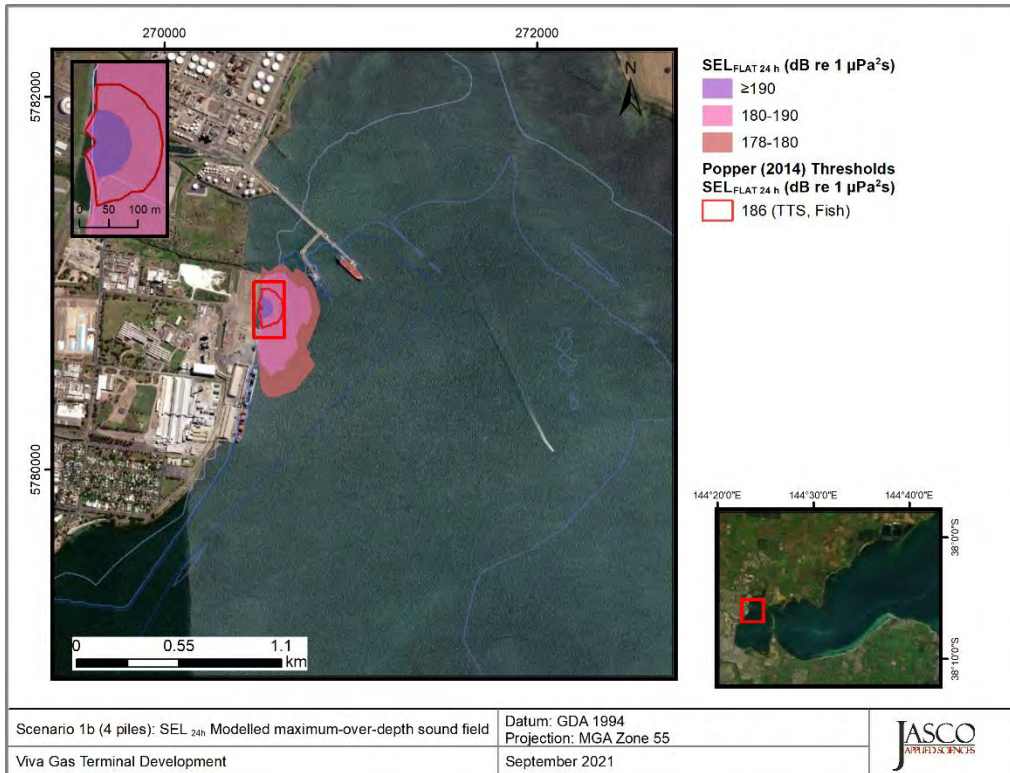 270000
272000
5782000
5780000
0 50 100 m
N
0 0.55 1.1
km
SEL FLAT 24 h (dB re 1 µPa²s)
≥190
180-190
178-180
Popper (2014) Thresholds
SEL FLAT 24 h (dB re 1 µPa²s)
186 (TTS, Fish)
144°20'0"E 144°30'0"E 144°40'0"E
38°0'0"S
38°10'0"S
Scenario 1b (4 piles): SEL 24h Modelled maximum-over-depth sound field
Datum: GDA 1994
Projection: MGA Zone 55
Viva Gas Terminal Development
September 2021
JASCO
APPLIED SCIENCES